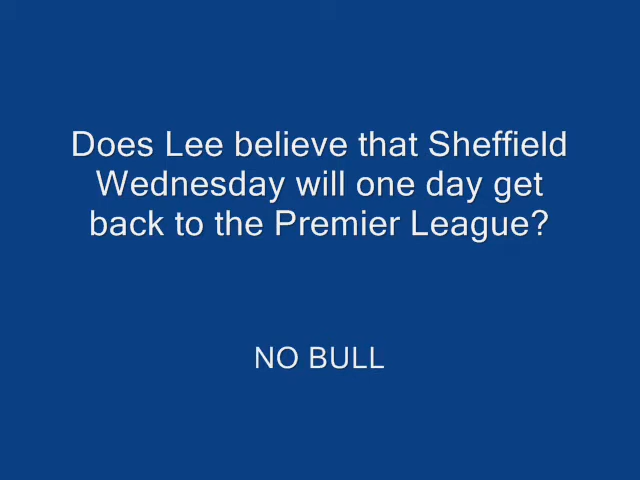 Does Lee believe that Sheffield
Wednesday will one day get
back to the Premier League?
NO BULL